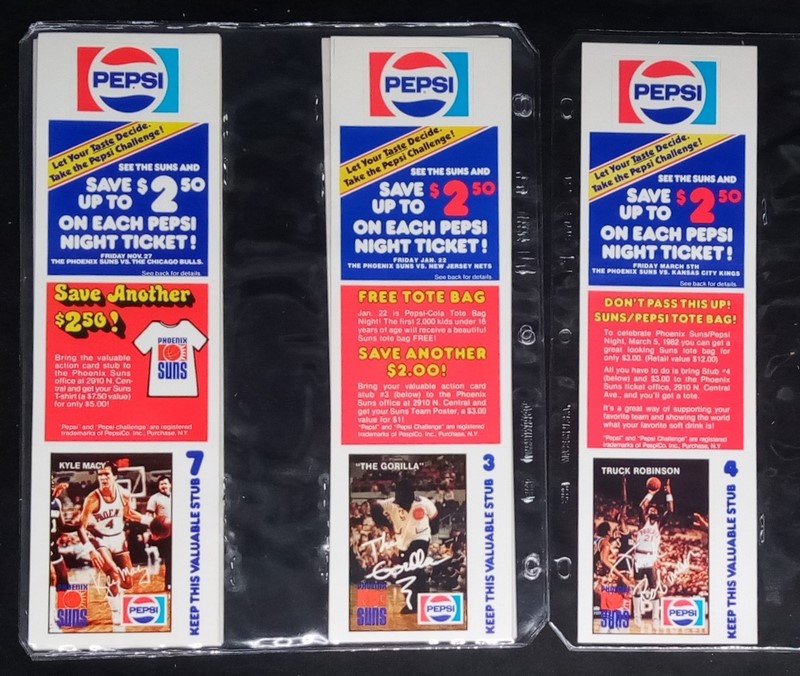 PEPSI
Let Your Taste Decide.
Take the Pepsi Challenge!
SEE THE SUNS AND
SAVE $2.50
UP TO
ON EACH PEPSI
NIGHT TICKET!
FRIDAY NOV. 27
THE PHOENIX SUNS VS. THE CHICAGO BULLS.
See back for details
Save Another
$2.50!
Bring the valuable
action card stub to
the Phoenix Suns
office at 2910 N. Cen-
tral and get your Suns
T-shirt (a $7.50 value)
for only $5.00!
PHOENIX
SUNS
"Pepsi" and "Pepsi challenge" are registered
trademarks of PepsiCo, Inc., Purchase, N.Y.
KYLE MACY
7
KEEP THIS VALUABLE STUB
Kyle Macy
PHOENIX
SUNS
PEPSI
PEPSI
Let Your Taste Decide.
Take the Pepsi Challenge!
SEE THE SUNS AND
SAVE $2.50
UP TO
ON EACH PEPSI
NIGHT TICKET!
FRIDAY JAN. 22
THE PHOENIX SUNS VS. NEW JERSEY NETS
See back for details
FREE TOTE BAG
Jan. 22 is Pepsi-Cola Tote Bag
Night! The first 2,000 kids under 16
years of age will receive a beautiful
Suns tote bag FREE!
SAVE ANOTHER
$2.00!
Bring your valuable action card
stub #3 (below) to the Phoenix
Suns office at 2910 N. Central and
get your Suns Team Poster, a $3.00
value for $1!
"Pepsi" and "Pepsi Challenge" are registered
trademarks of PepsiCo, Inc., Purchase, N.Y.
"THE GORILLA"
3
KEEP THIS VALUABLE STUB
The
Gorilla
3
PHOENIX
SUNS
PEPSI
PEPSI
Let Your Taste Decide.
Take the Pepsi Challenge!
SEE THE SUNS AND
SAVE $2.50
UP TO
ON EACH PEPSI
NIGHT TICKET!
FRIDAY MARCH 5TH
THE PHOENIX SUNS VS. KANSAS CITY KINGS
See back for details
DON'T PASS THIS UP!
SUNS/PEPSI TOTE BAG!
To celebrate Phoenix Suns/Pepsi
Night, March 5, 1982 you can get a
great looking Suns tote bag for
only $3.00. (Retail value $12.00)
All you have to do is bring Stub #4
(below) and $3.00 to the Phoenix
Suns ticket office, 2910 N. Central
Ave., and you'll get a tote.
It's a great way of supporting your
favorite team and showing the world
what your favorite soft drink is!
"Pepsi" and "Pepsi Challenge" are registered
trademarks of PepsiCo, Inc., Purchase, N.Y.
TRUCK ROBINSON
4
KEEP THIS VALUABLE STUB
21
PHOENIX
SUNS
PEPSI